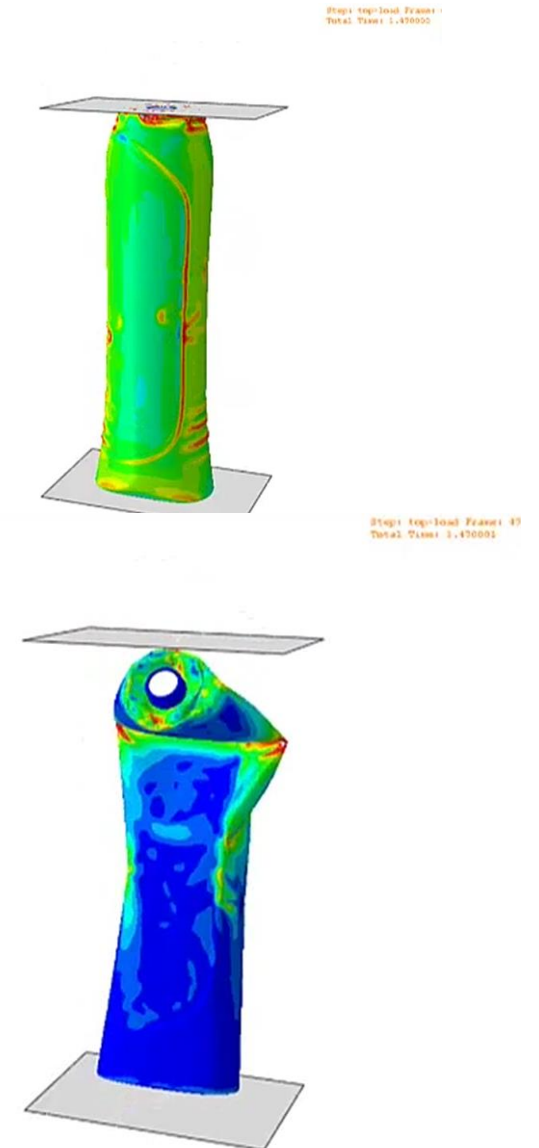 Step: top-load Frame:
Total Time: 1.470000
Step: top-load Frame: 47
Total Time: 1.470001